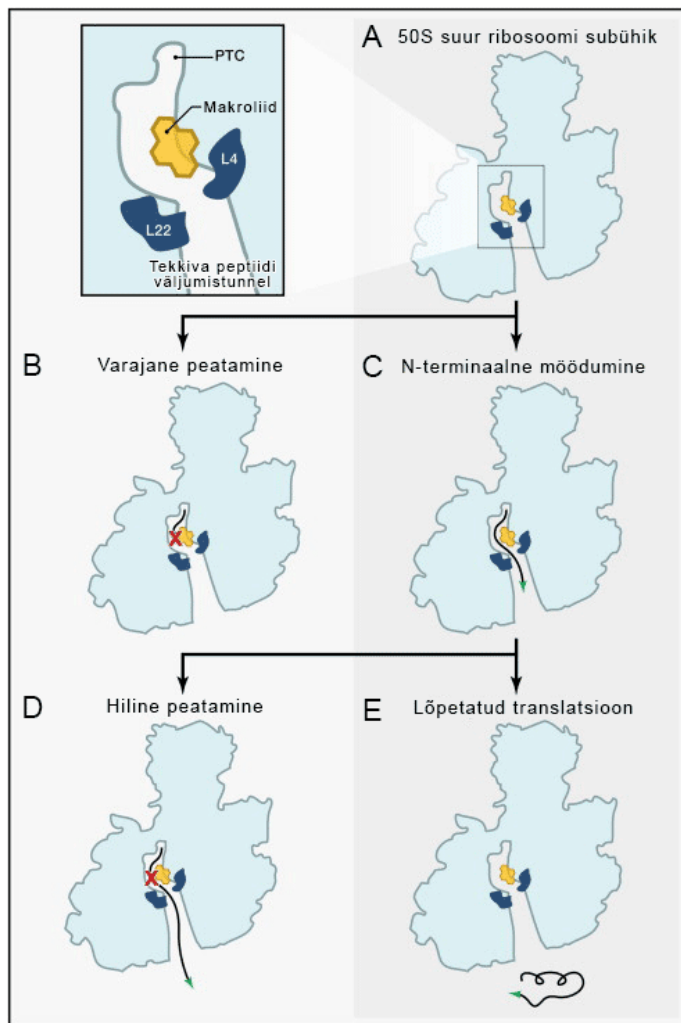 A 50S suur ribosoomi subühik
PTC
Makroliid
L4
L22
Tekkiva peptiidi
väljumistunnel
B Varajane peatamine
C N-terminaalne möödumine
D Hiline peatamine
E Lõpetatud translatsioon